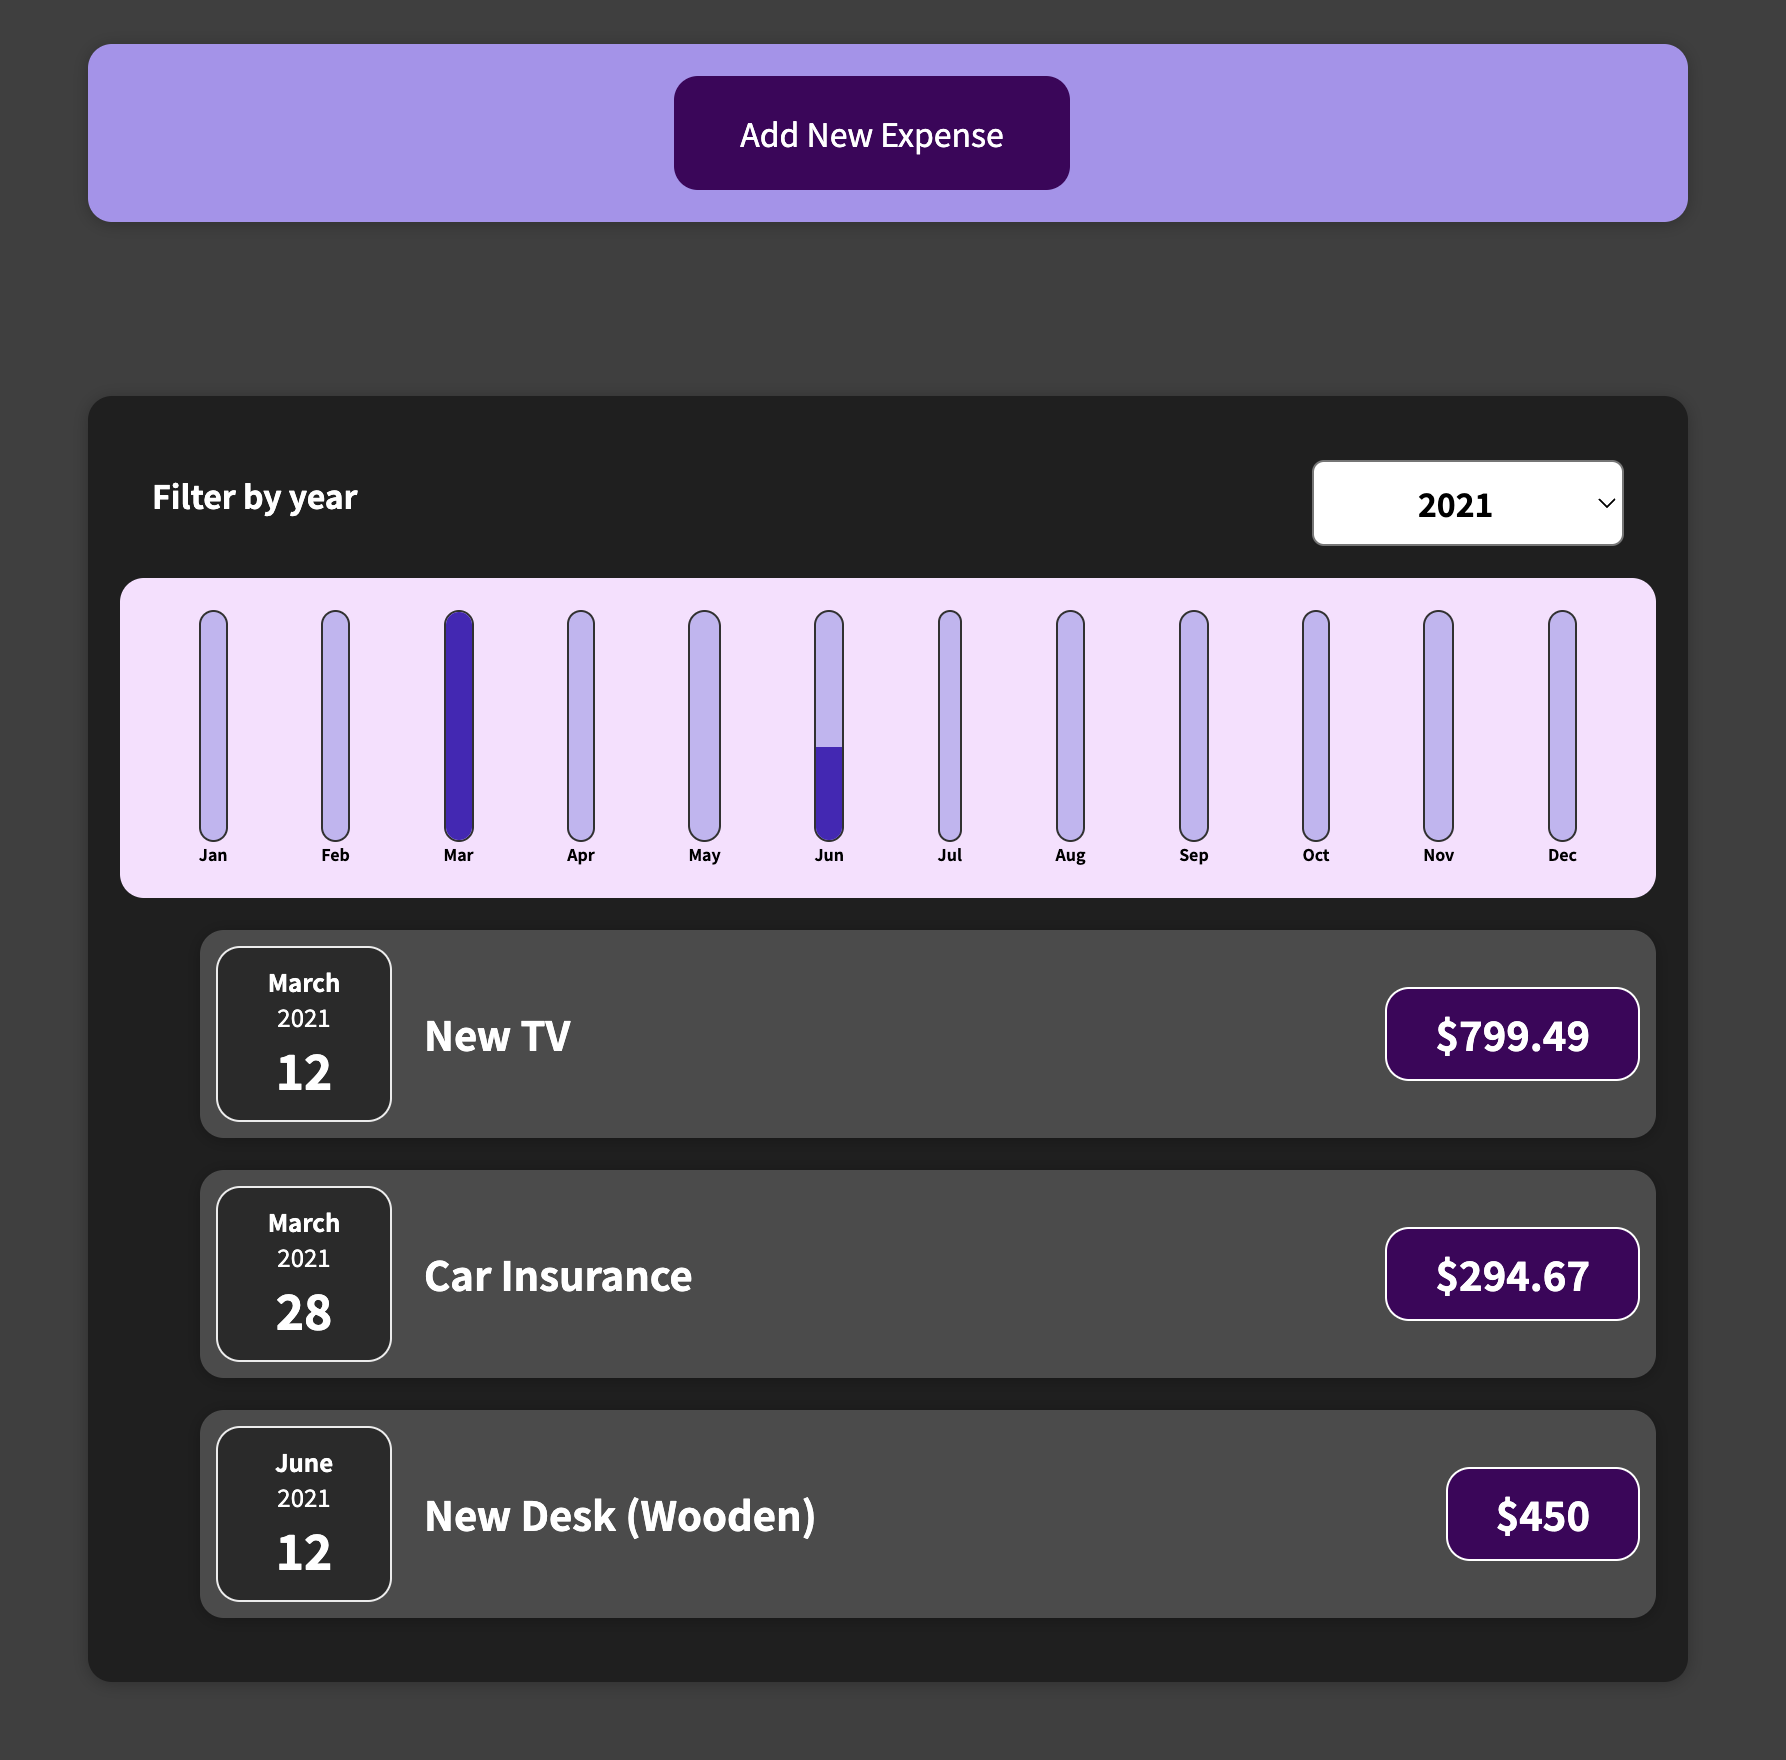 Add New Expense
Filter by year
2021
Jan Feb Mar Apr May Jun Jul Aug Sep Oct Nov Dec
March
2021
12
New TV
$799.49
March
2021
28
Car Insurance
$294.67
June
2021
12
New Desk (Wooden)
$450